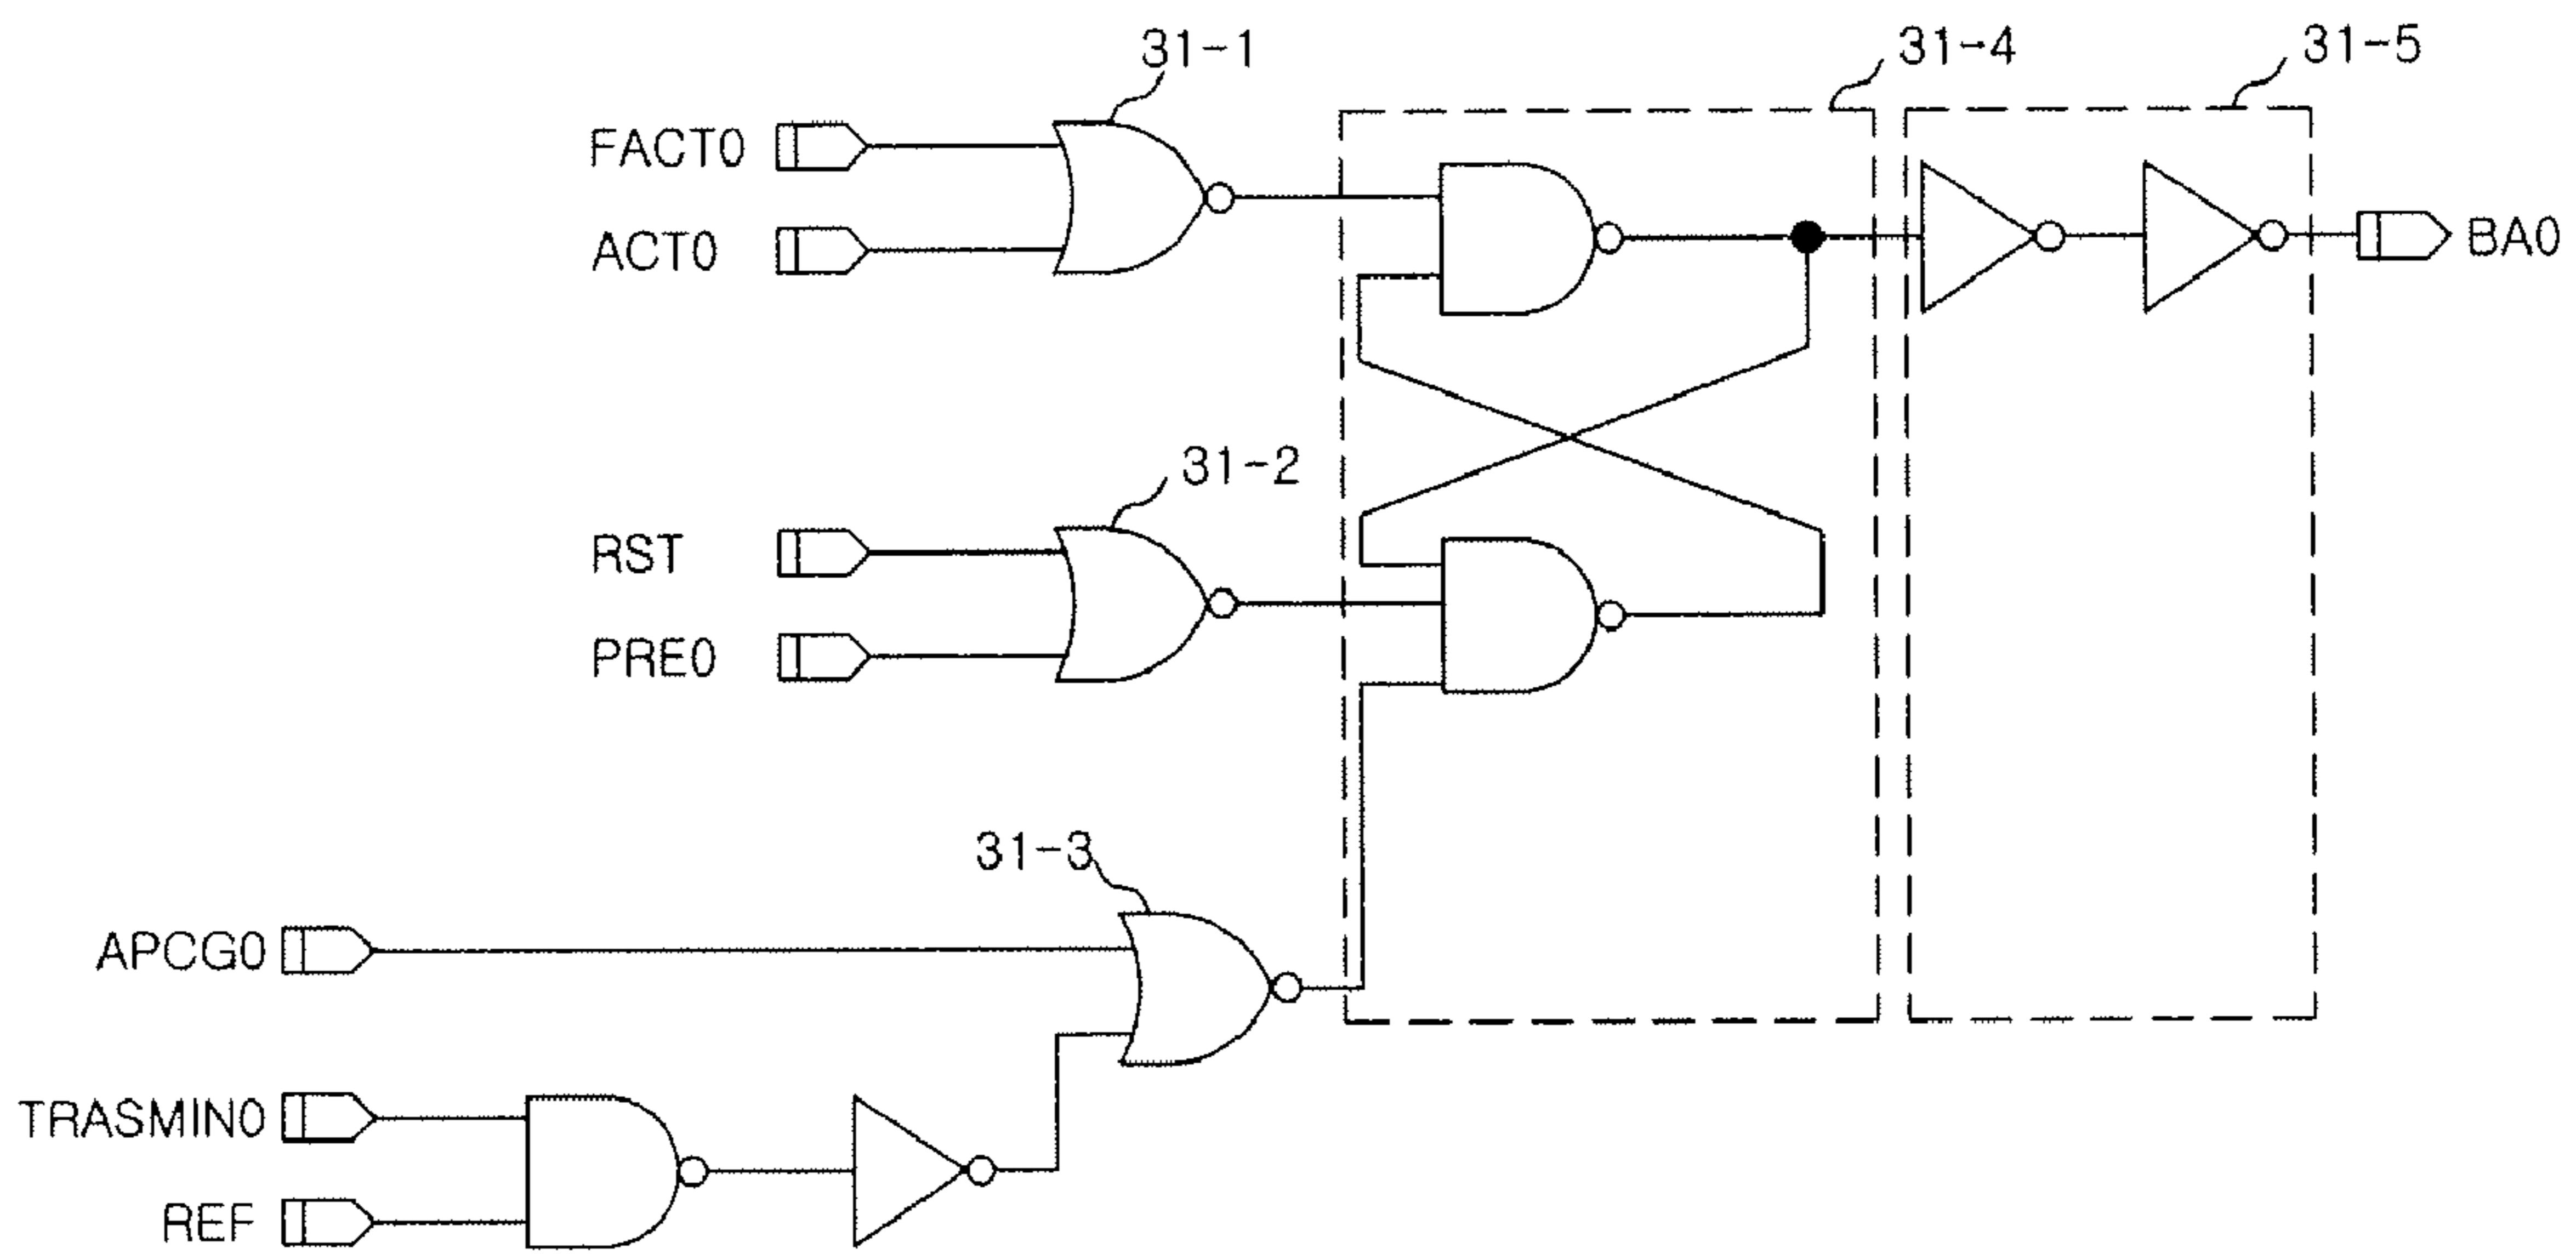 31-1
31-4
31-5
FACT0
ACT0
BA0
31-2
RST
PRE0
31-3
APCG0
TRASMIN0
REF